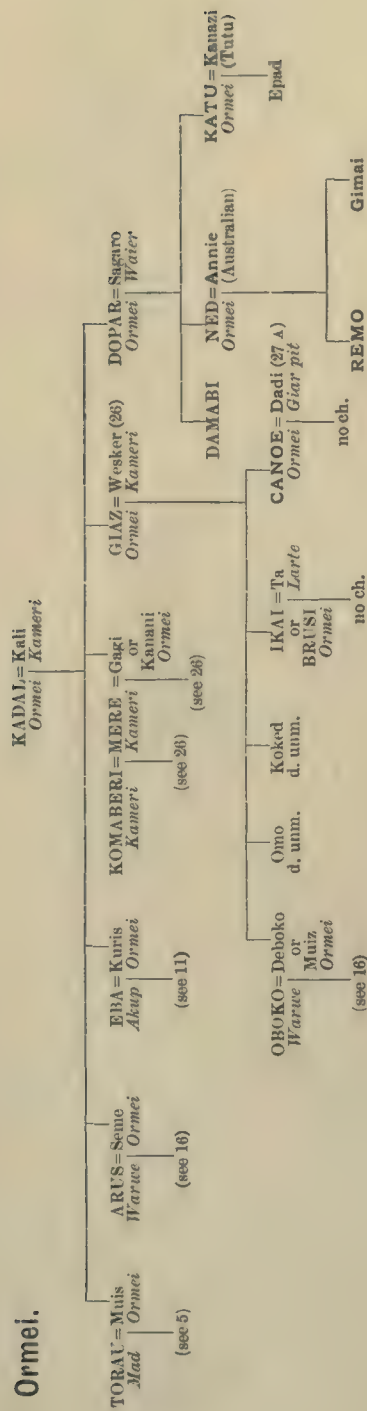 Ormei.
KADAL=Kali
Ormei Kameri
TORAU=Muis ARUS=Seme EBA=Kuris KOMABERI=MERE=Gagi GIAZ=Wesker (26) DOPAR=Sagaro
Mad Ormei Warwe Ormei Akup Ormei Kameri Kameri or Ormei Kameri Ormei Waier
Kanani
Ormei
(see 5) (see 16) (see 11) (see 26) (see 26)
DAMABI NED=Annie KATU=Kanazi
Ormei (Australian) Ormei (Tutu)
Epad
OBOKO=Deboko Omo Koked IKAI=Ta CANOE=Dadi (27 A)
Warwe or d. unm. d. unm. or Larte Ormei Giar pit
Muiz BRUSI
Ormei Ormei
(see 16) no ch. no ch.
REMO Gimai